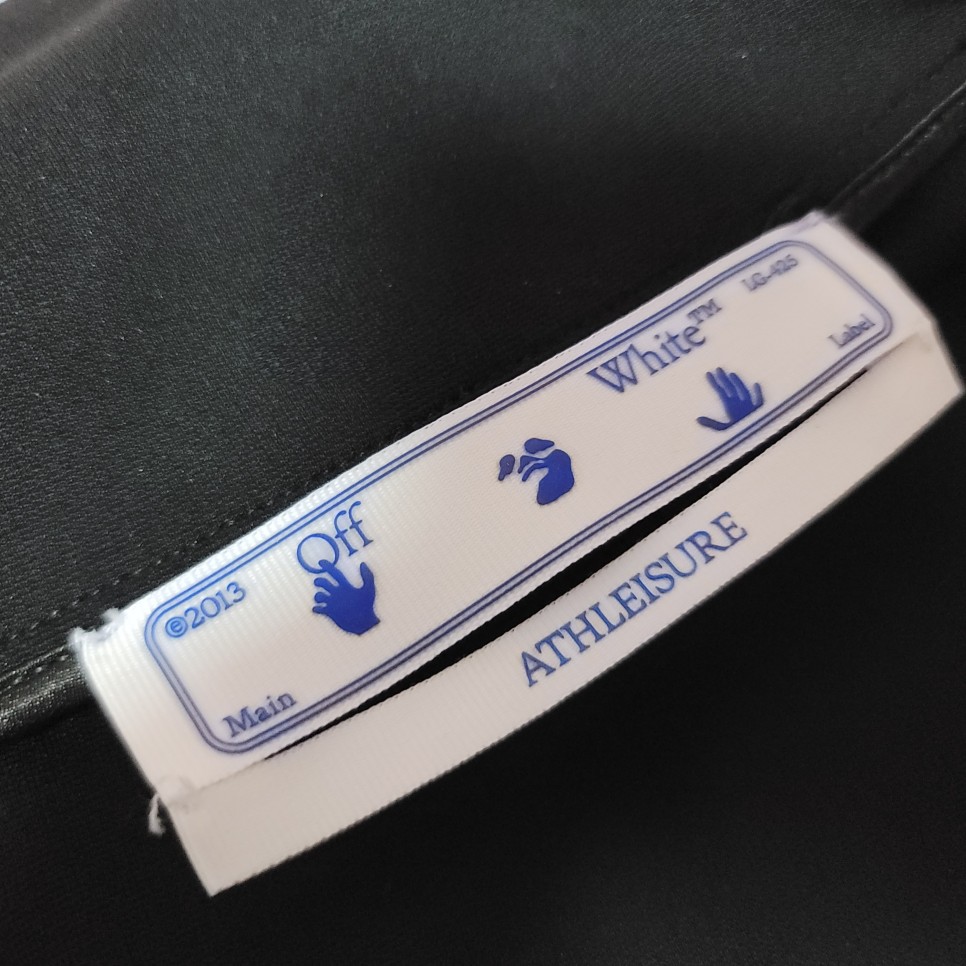 ©2013 Off White™ LG-425
Main Label
ATHLEISURE